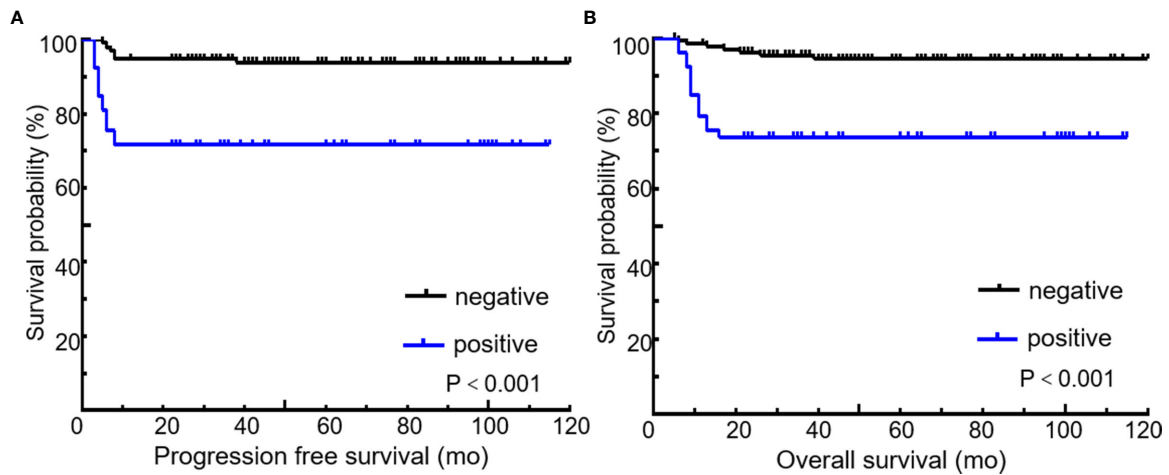 A
Survival probability (%)
100
80
60
40
20
0 20 40 60 80 100 120
negative
positive
P < 0.001
Progression free survival (mo)
B
Survival probability (%)
100
80
60
40
20
0 20 40 60 80 100 120
negative
positive
P < 0.001
Overall survival (mo)